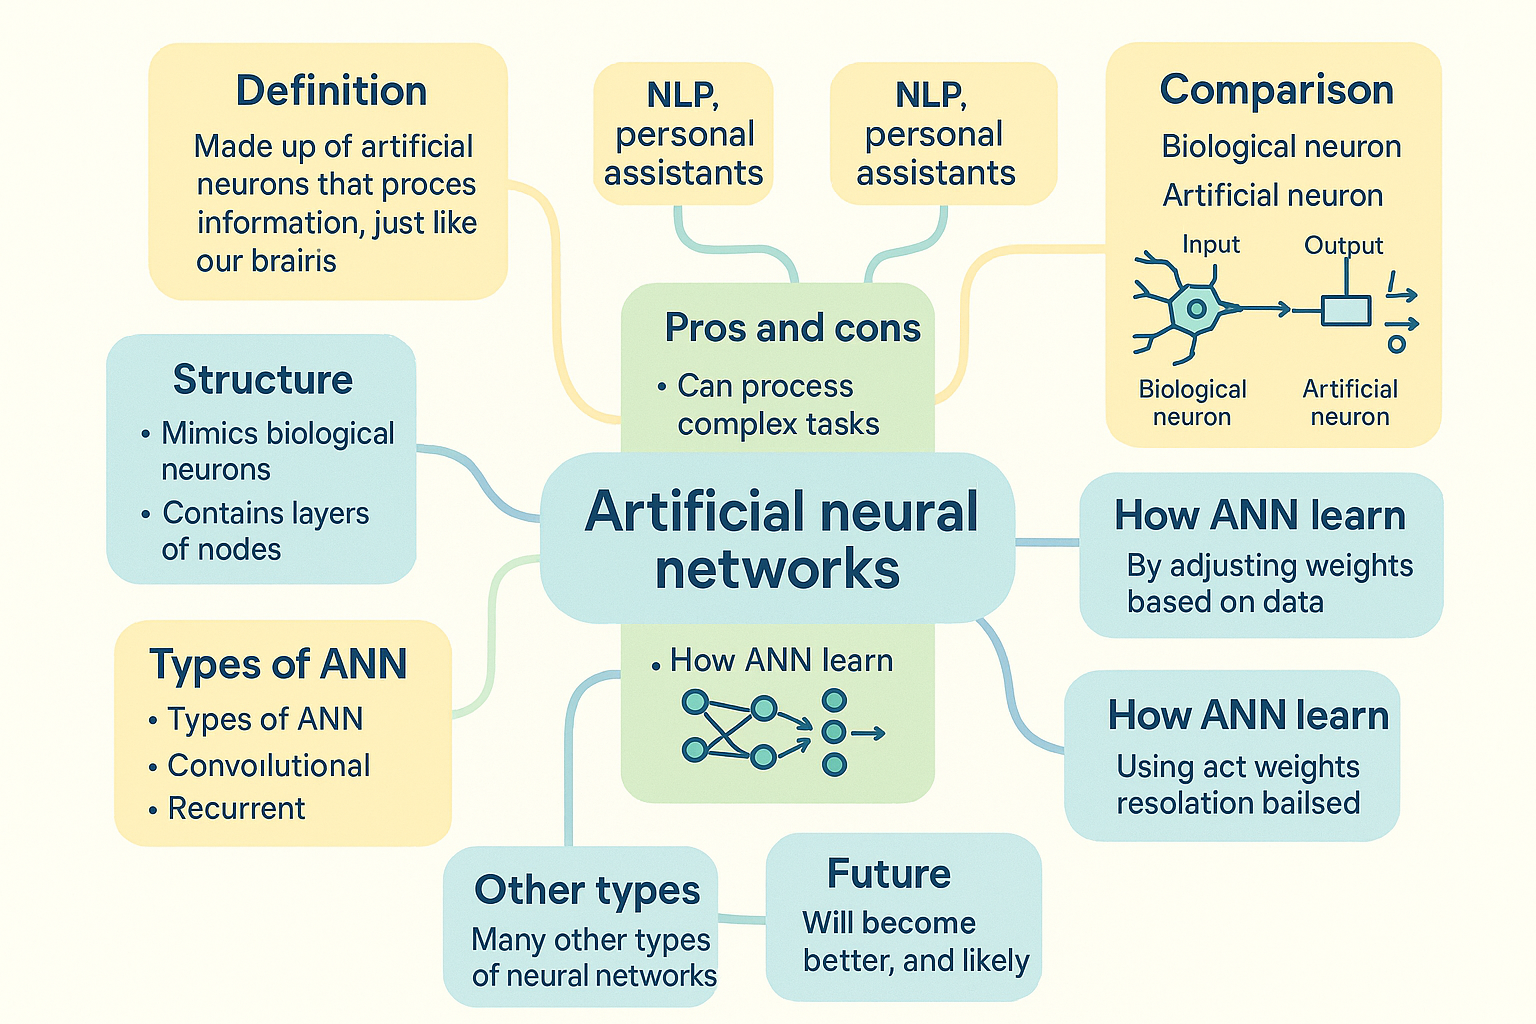 Definition
Made up of artificial
neurons that proces
information, just like
our brairis
NLP,
personal
assistants
NLP,
personal
assistants
Comparison
Biological neuron
Artificial neuron
Input
Output
Biological
neuron
Artificial
neuron
Pros and cons
• Can process
complex tasks
Structure
• Mimics biological
neurons
• Contains layers
of nodes
Artificial neural
networks
How ANN learn
By adjusting weights
based on data
Types of ANN
• Types of ANN
• Convoılutional
• Recurrent
• How ANN learn
How ANN learn
Using act weights
resolation bailsed
Other types
Many other types
of neural networks
Future
Will become
better, and likely